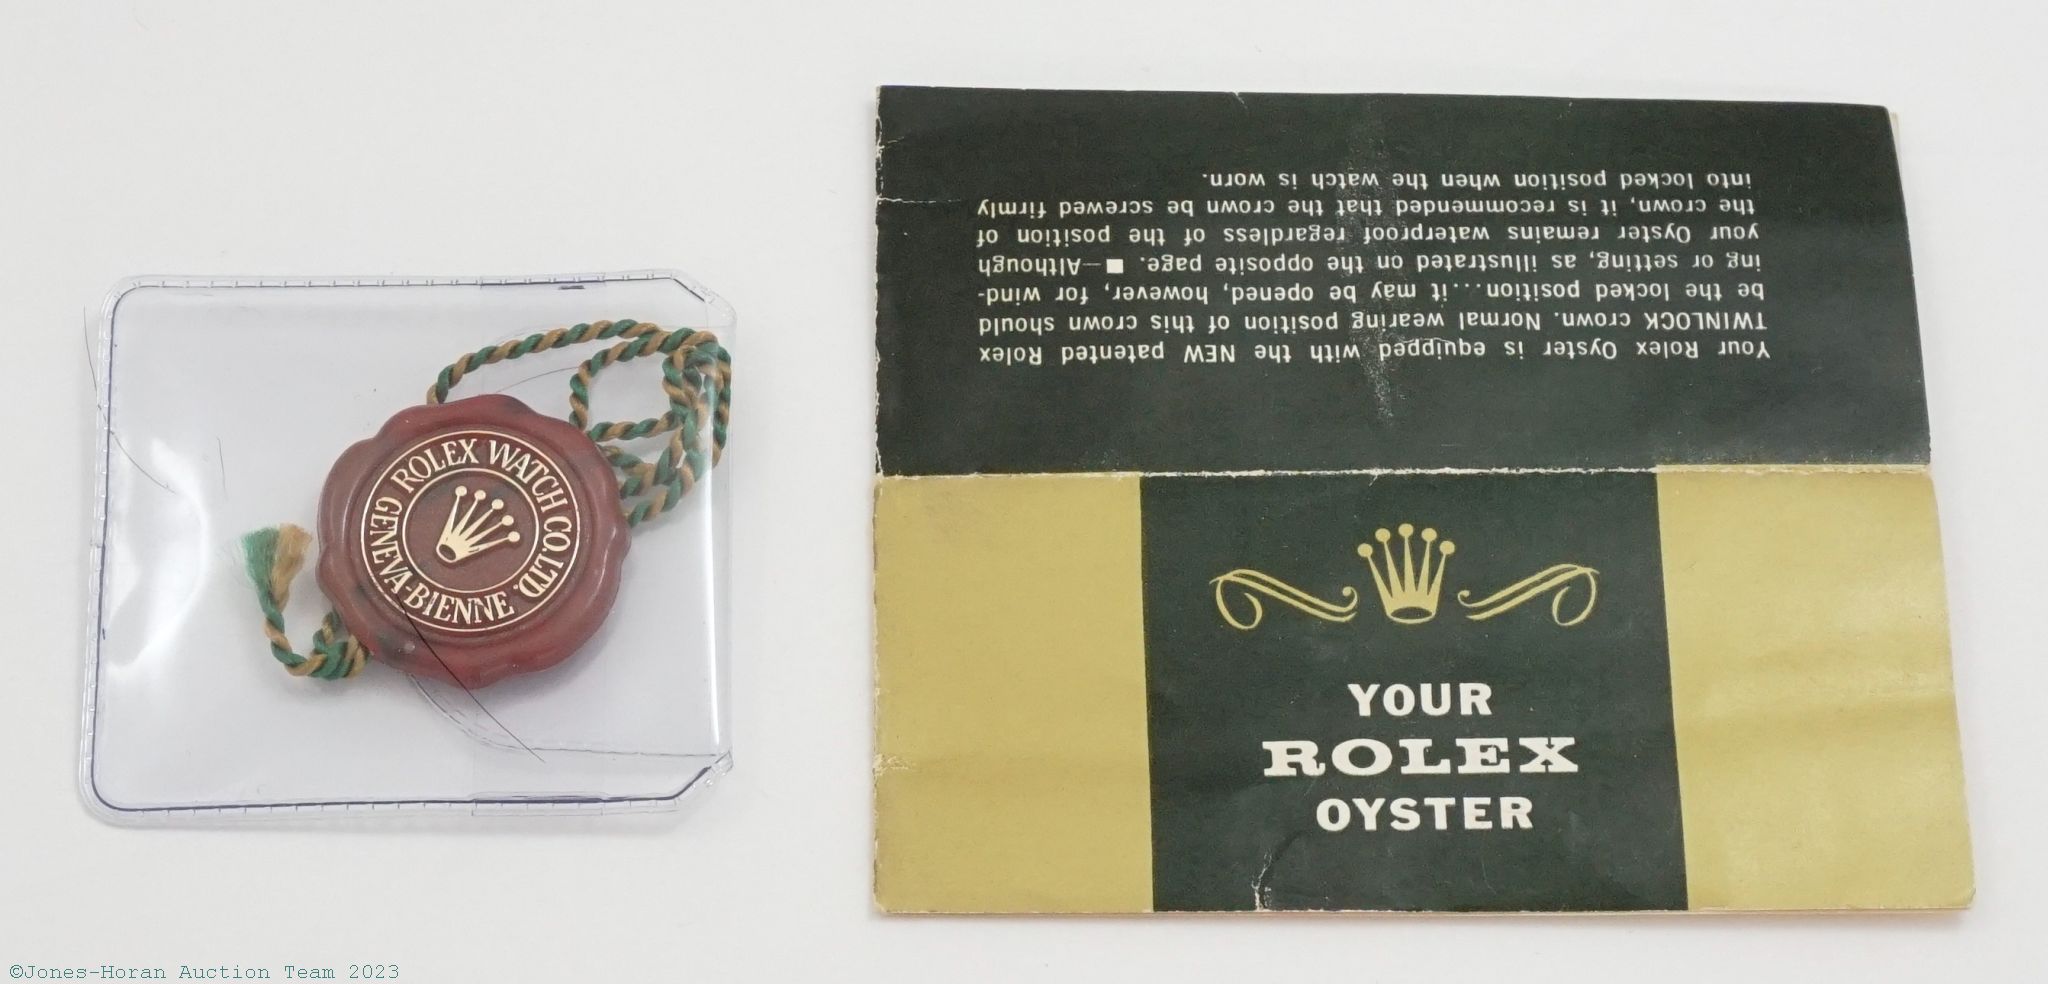 ROLEX WATCH CO. LTD.
GENEVA-BIENNE
Your Rolex Oyster is equipped with the NEW patented Rolex
TWINLOCK crown. Normal wearing position of this crown should
be the locked position...it may be opened, however, for wind-
ing or setting, as illustrated on the opposite page. ■—Although
your Oyster remains waterproof regardless of the position of
the crown, it is recommended that the crown be screwed firmly
into locked position when the watch is worn.
YOUR
ROLEX
OYSTER
©Jones-Horan Auction Team 2023